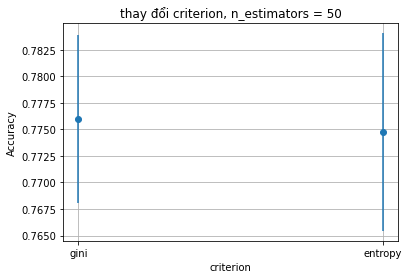 thay đổi criterion, n_estimators = 50
Accuracy
0.7825
0.7800
0.7775
0.7750
0.7725
0.7700
0.7675
0.7650
gini entropy
criterion